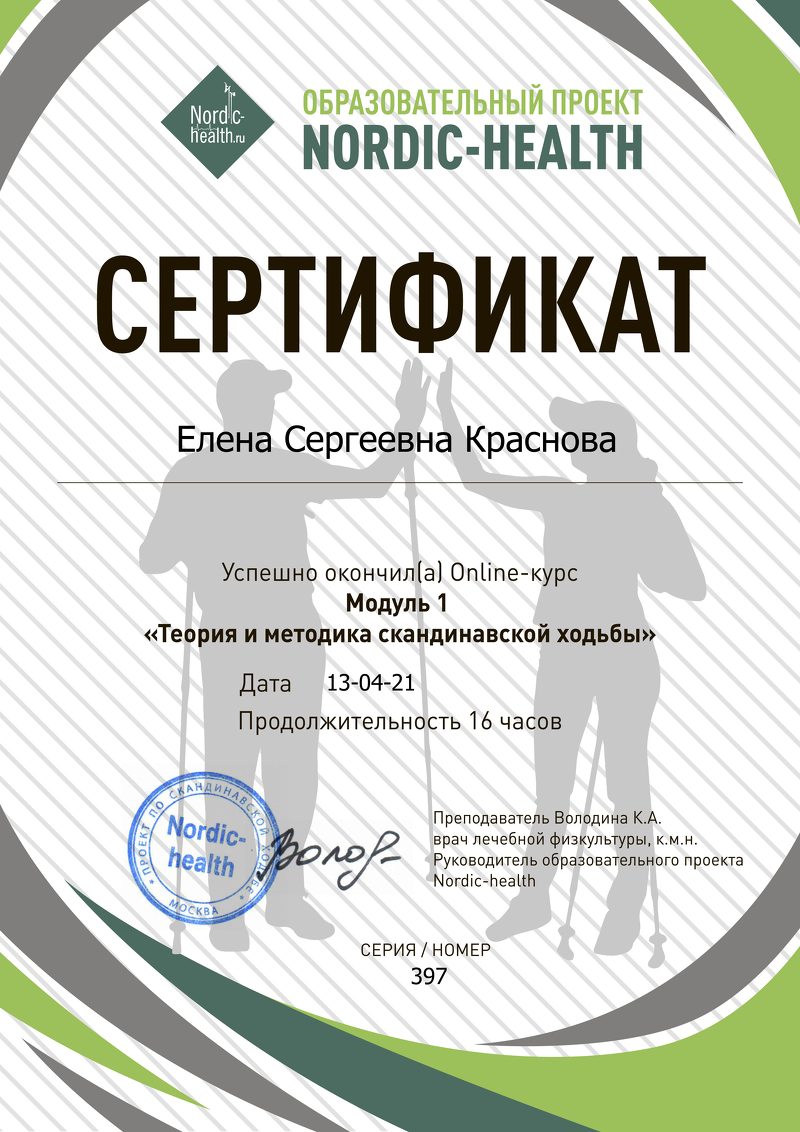 Nordic-
health.ru
ОБРАЗОВАТЕЛЬНЫЙ ПРОЕКТ
NORDIC-HEALTH
СЕРТИФИКАТ
Елена Сергеевна Краснова
Успешно окончил(а) Online-курс
Модуль 1
«Теория и методика скандинавской ходьбы»
Дата 13-04-21
Продолжительность 16 часов
ПРОЕКТ ПО СКАНДИНАВСКОЙ ХОДЬБЕ
Nordic-
health
МОСКВА
Волод
Преподаватель Володина К.А.
врач лечебной физкультуры, к.м.н.
Руководитель образовательного проекта
Nordic-health
СЕРИЯ / НОМЕР
397